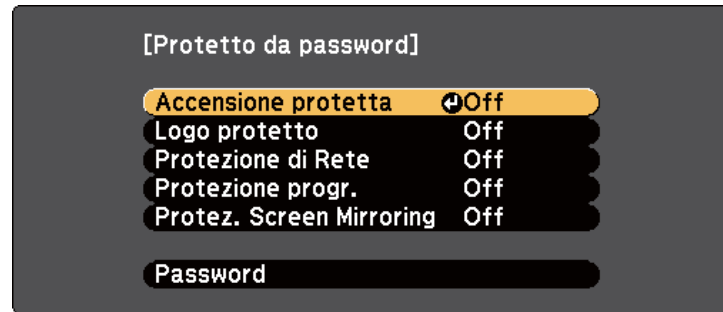 [Protetto da password]
Accensione protetta Off
Logo protetto Off
Protezione di Rete Off
Protezione progr. Off
Protez. Screen Mirroring Off
Password